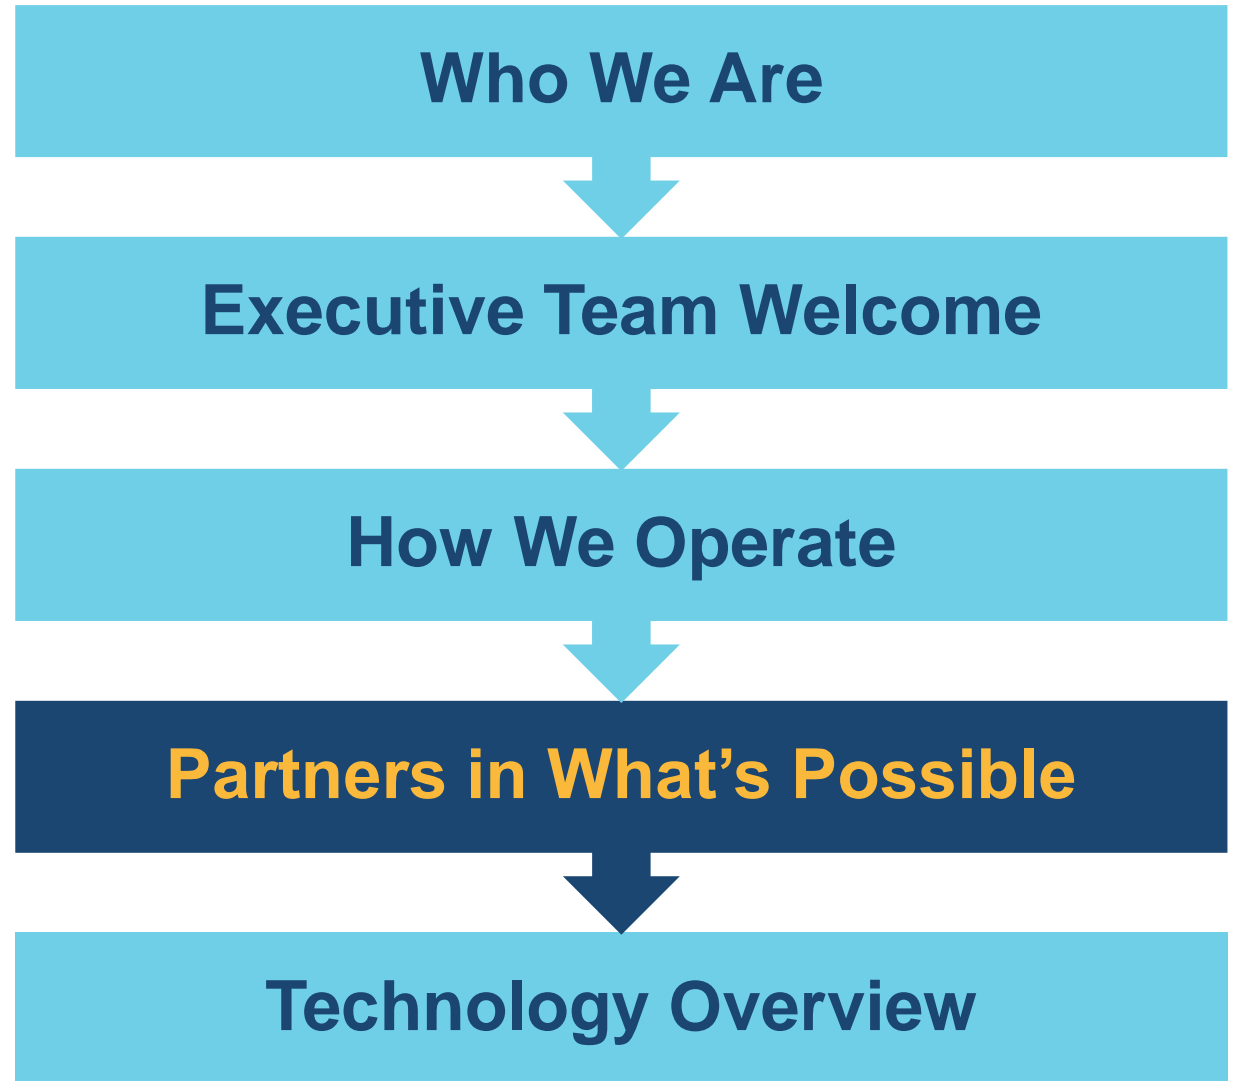 Who We Are
Executive Team Welcome
How We Operate
Partners in What’s Possible
Technology Overview